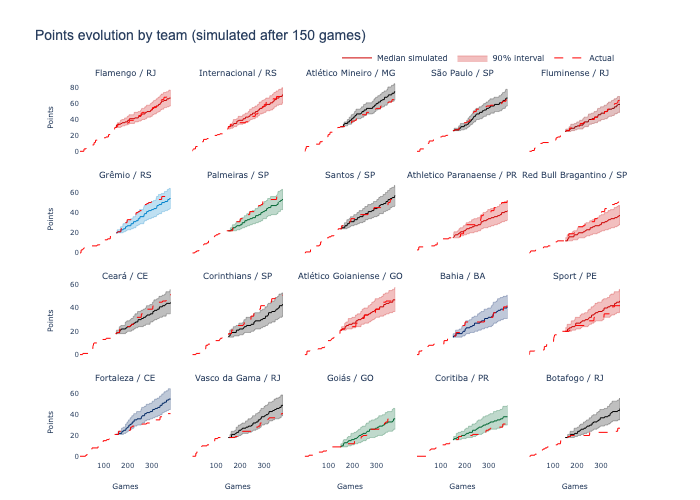 Points evolution by team (simulated after 150 games)
Median simulated 90% interval Actual
Flamengo / RJ Internacional / RS Atlético Mineiro / MG São Paulo / SP Fluminense / RJ
80
60
40
20
0
Points
Grêmio / RS Palmeiras / SP Santos / SP Athletico Paranaense / PR Red Bull Bragantino / SP
60
40
20
0
Points
Ceará / CE Corinthians / SP Atlético Goianiense / GO Bahia / BA Sport / PE
60
40
20
0
Points
Fortaleza / CE Vasco da Gama / RJ Goiás / GO Coritiba / PR Botafogo / RJ
60
40
20
0
Points
100 200 300 100 200 300 100 200 300 100 200 300 100 200 300
Games Games Games Games Games